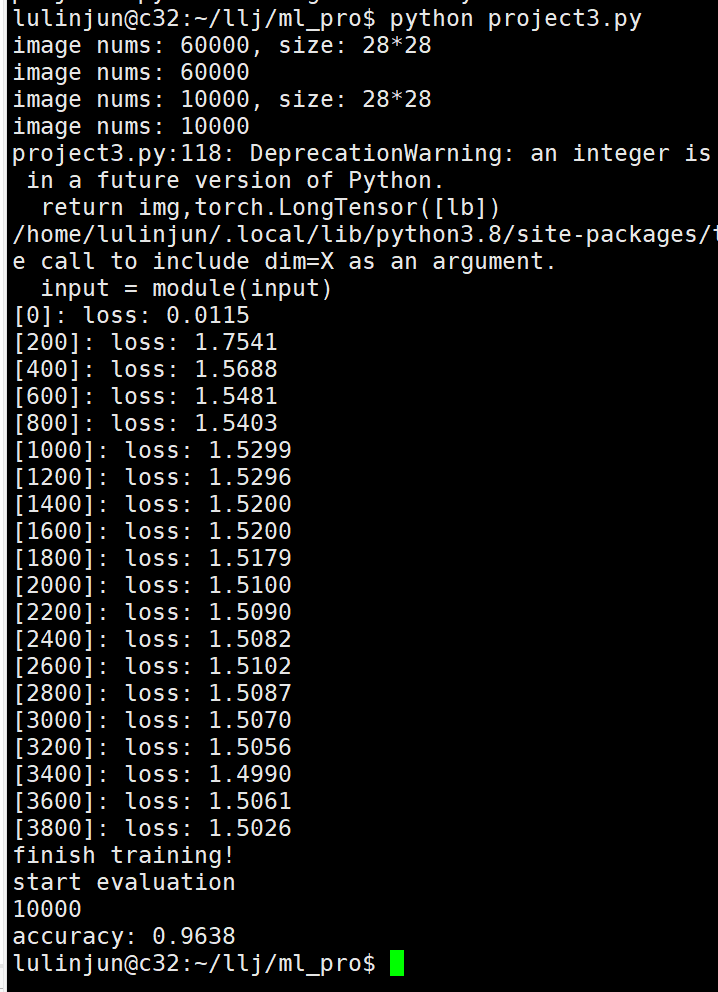 lulinjun@c32:~/llj/ml_pro$ python project3.py
image nums: 60000, size: 28*28
image nums: 60000
image nums: 10000, size: 28*28
image nums: 10000
project3.py:118: DeprecationWarning: an integer is
in a future version of Python.
return img,torch.LongTensor([lb])
/home/lulinjun/.local/lib/python3.8/site-packages/
e call to include dim=X as an argument.
input = module(input)
[0]: loss: 0.0115
[200]: loss: 1.7541
[400]: loss: 1.5688
[600]: loss: 1.5481
[800]: loss: 1.5403
[1000]: loss: 1.5299
[1200]: loss: 1.5296
[1400]: loss: 1.5200
[1600]: loss: 1.5200
[1800]: loss: 1.5179
[2000]: loss: 1.5100
[2200]: loss: 1.5090
[2400]: loss: 1.5082
[2600]: loss: 1.5102
[2800]: loss: 1.5087
[3000]: loss: 1.5070
[3200]: loss: 1.5056
[3400]: loss: 1.4990
[3600]: loss: 1.5061
[3800]: loss: 1.5026
finish training!
start evaluation
10000
accuracy: 0.9638
lulinjun@c32:~/llj/ml_pro$